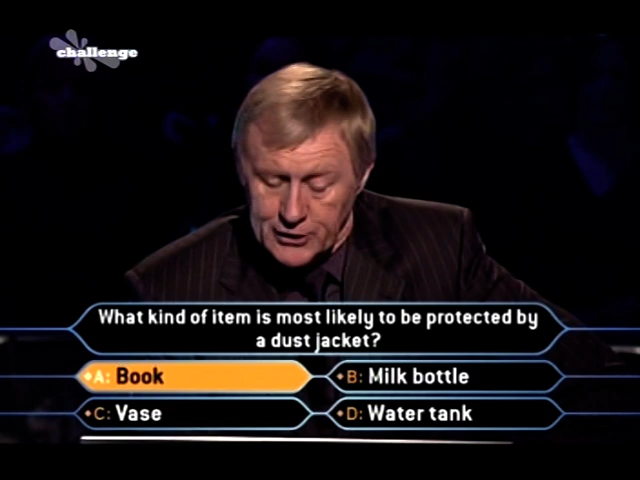 challenge
What kind of item is most likely to be protected by
a dust jacket?
A: Book
B: Milk bottle
C: Vase
D: Water tank